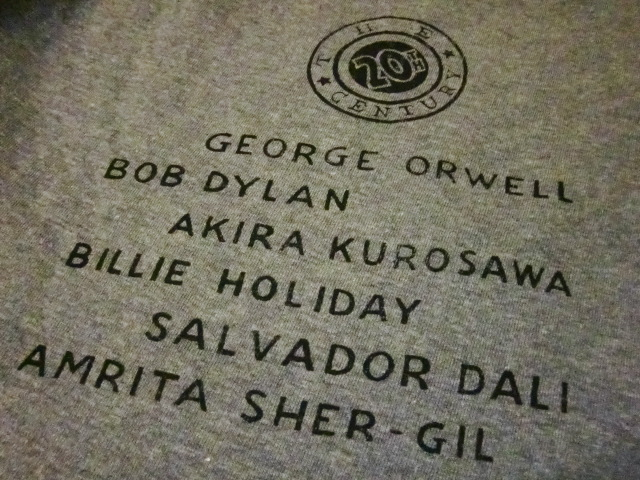 THE
20TH
CENTURY
GEORGE ORWELL
BOB DYLAN
AKIRA KUROSAWA
BILLIE HOLIDAY
SALVADOR DALI
AMRITA SHER-GIL